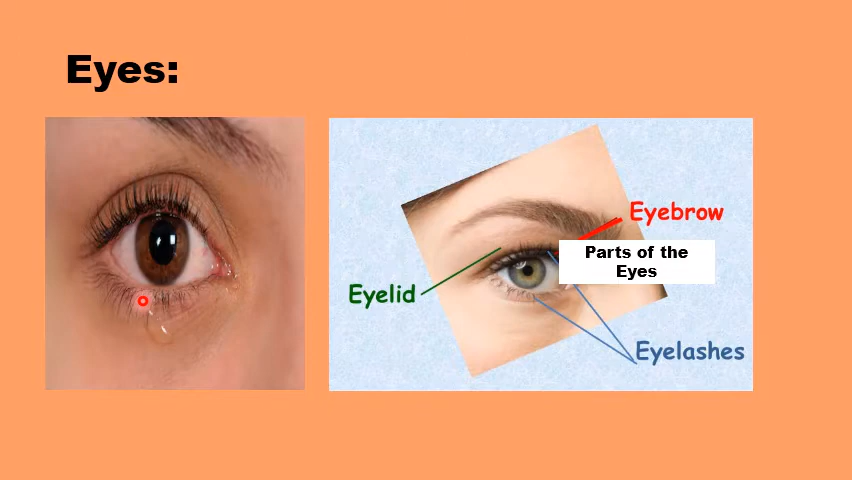 Eyes:
Eyebrow
Parts of the
Eyes
Eyelid
Eyelashes